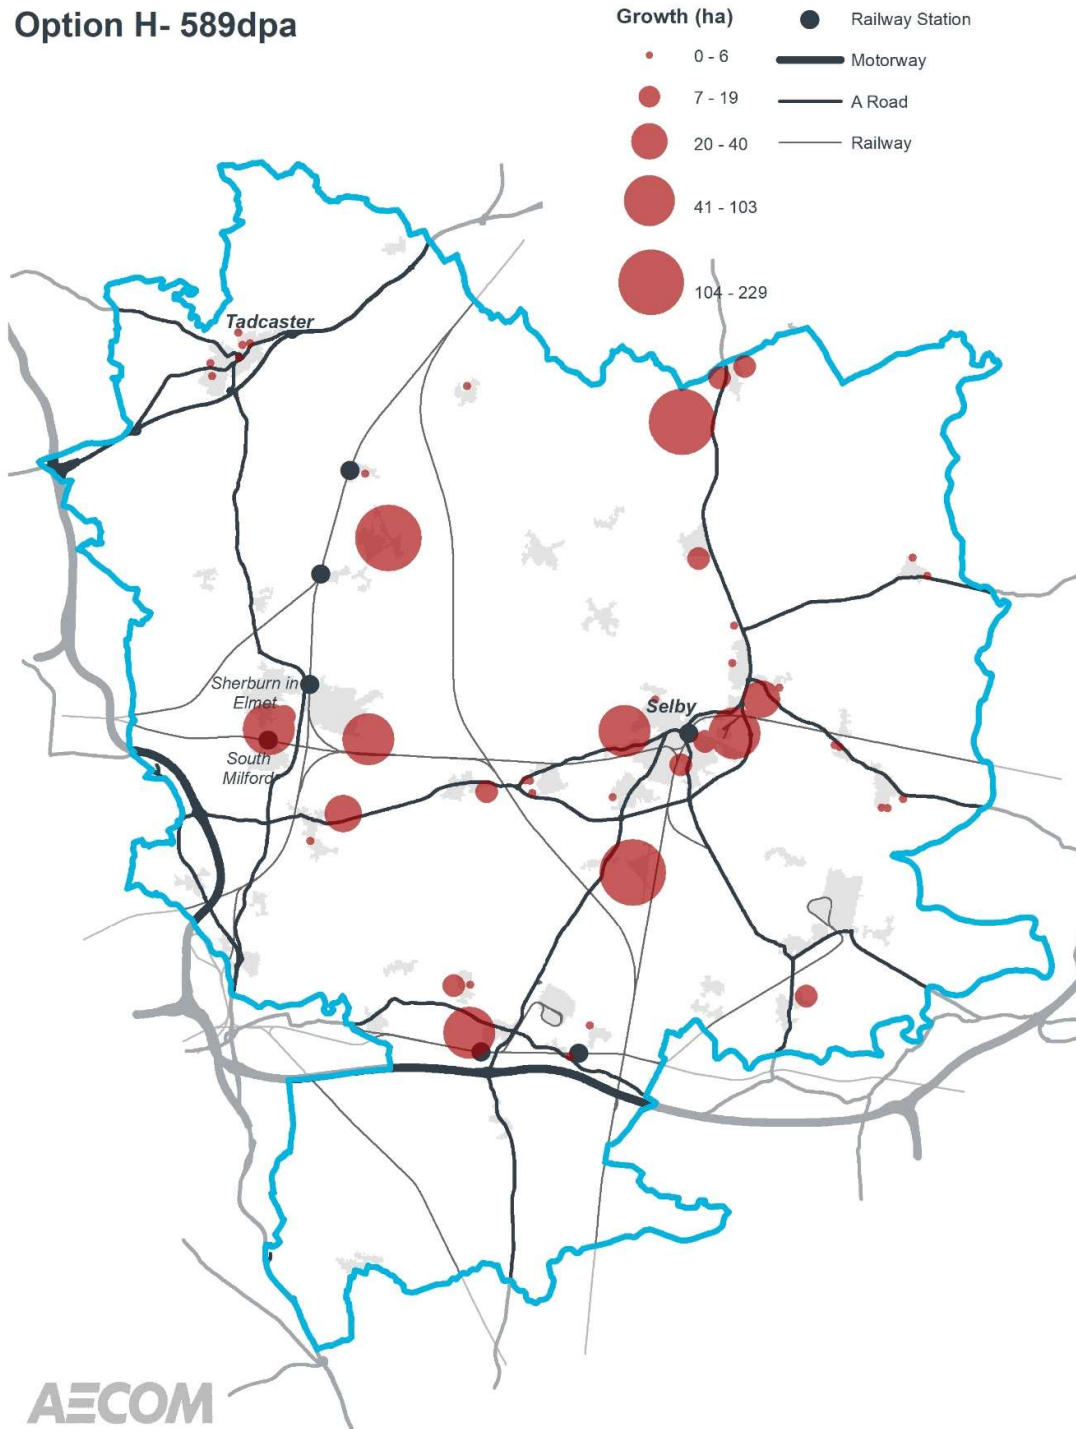 Option H- 589dpa
Growth (ha)
0 - 6
7 - 19
20 - 40
41 - 103
104 - 229
Railway Station
Motorway
A Road
Railway
Tadcaster
Sherburn in
Elmet
South
Milford
Selby
AECOM